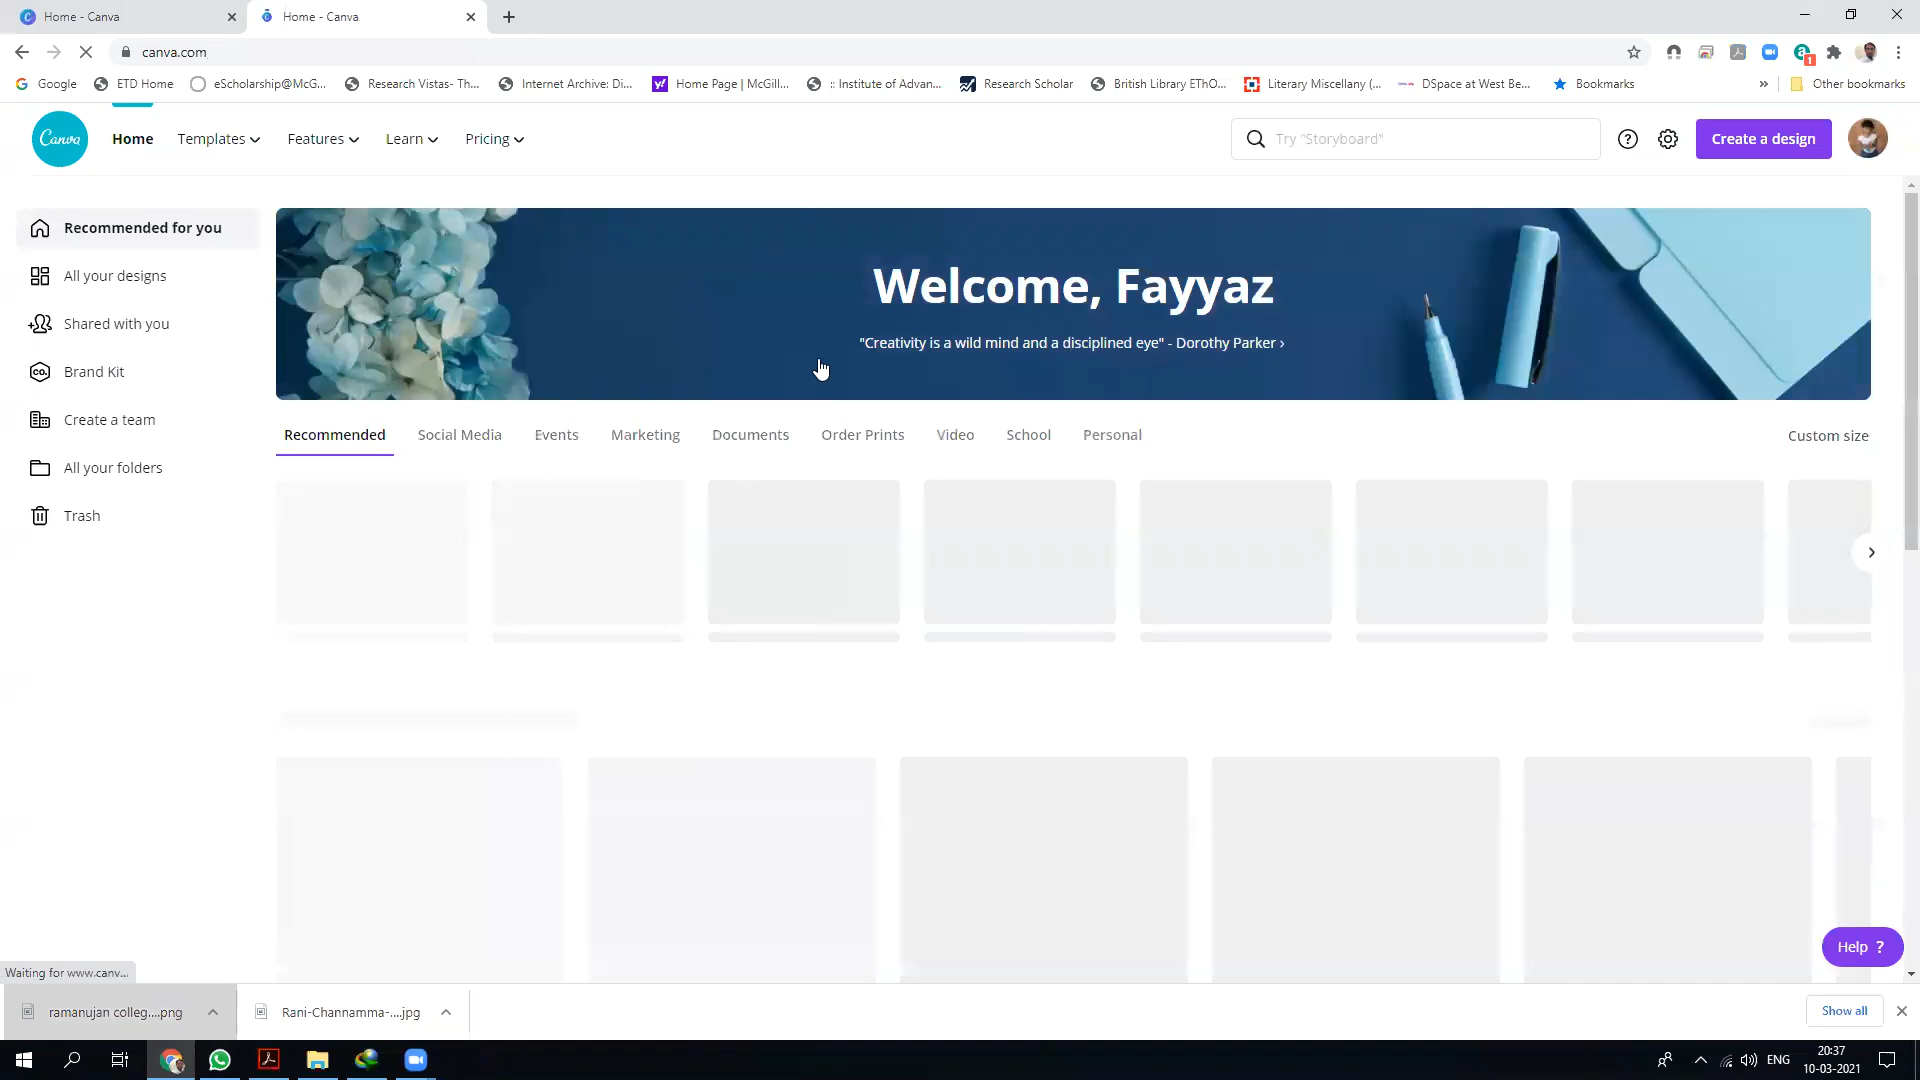 Home - Canva
Home - Canva
canva.com
1
Google
ETD Home
eScholarship@McG...
Research Vistas- Th...
Internet Archive: Di...
Home Page | McGill...
:: Institute of Advan...
Research Scholar
British Library EThO...
Literary Miscellany (...
DSpace at West Be...
Bookmarks
»
Other bookmarks
Canva
Home
Templates
Features
Learn
Pricing
Try "Storyboard"
Create a design
Recommended for you
All your designs
Shared with you
Brand Kit
Create a team
All your folders
Trash
Welcome, Fayyaz
"Creativity is a wild mind and a disciplined eye" - Dorothy Parker ›
Recommended
Social Media
Events
Marketing
Documents
Order Prints
Video
School
Personal
Custom size
Help ?
Waiting for www.canv...
ramanujan colleg....png
Rani-Channamma-....jpg
Show all
ENG
20:37
10-03-2021